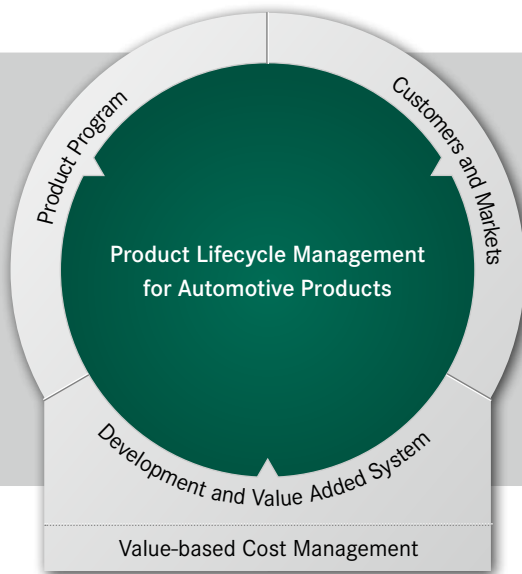 Product Program
Customers and Markets
Product Lifecycle Management
for Automotive Products
Development and Value Added System
Value-based Cost Management